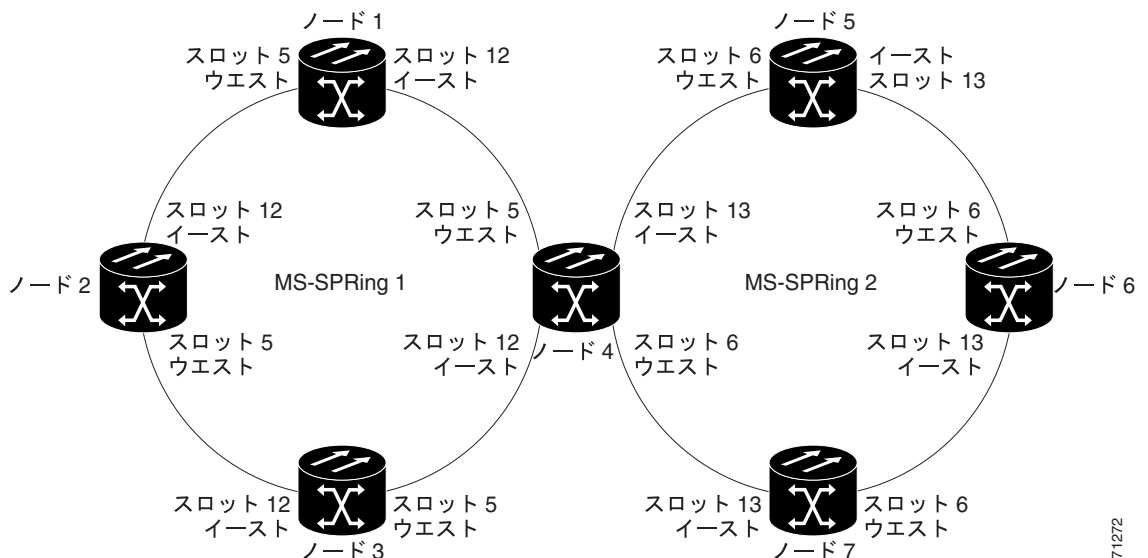 ノード 1
スロット 5
ウエスト
スロット 12
イースト
ノード 5
スロット 6
ウエスト
イースト
スロット 13
スロット 12
イースト
スロット 5
ウエスト
スロット 13
イースト
スロット 6
ウエスト
ノード 2
MS-SPRing 1
MS-SPRing 2
ノード 6
スロット 5
ウエスト
スロット 12
イースト
ノード 4
スロット 6
ウエスト
スロット 13
イースト
スロット 12
イースト
スロット 5
ウエスト
ノード 3
スロット 13
イースト
スロット 6
ウエスト
ノード 7
71272